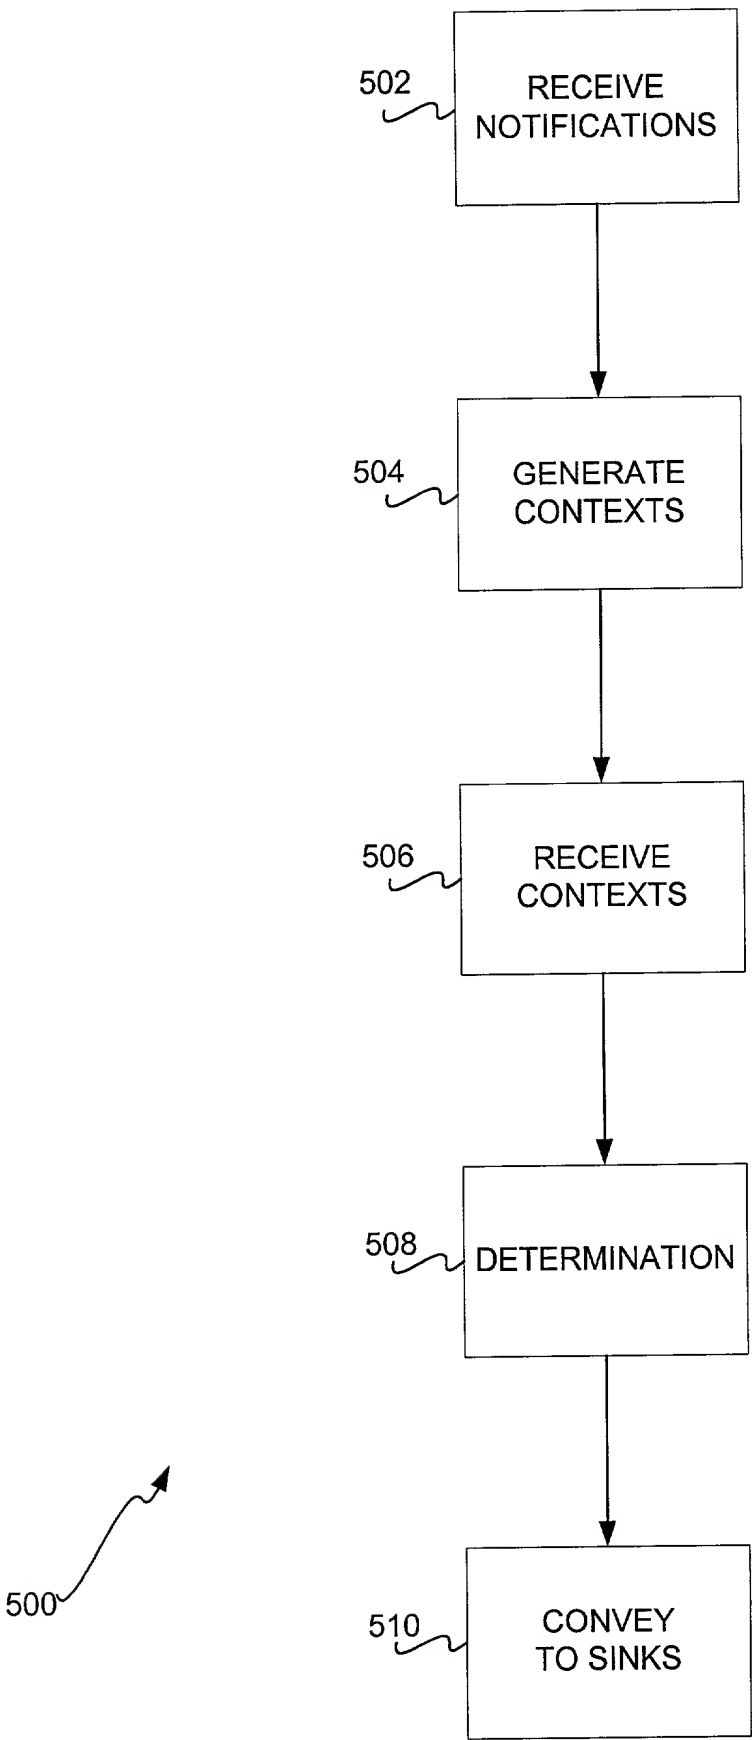 502
RECEIVE
NOTIFICATIONS
504
GENERATE
CONTEXTS
506
RECEIVE
CONTEXTS
508
DETERMINATION
500
510
CONVEY
TO SINKS